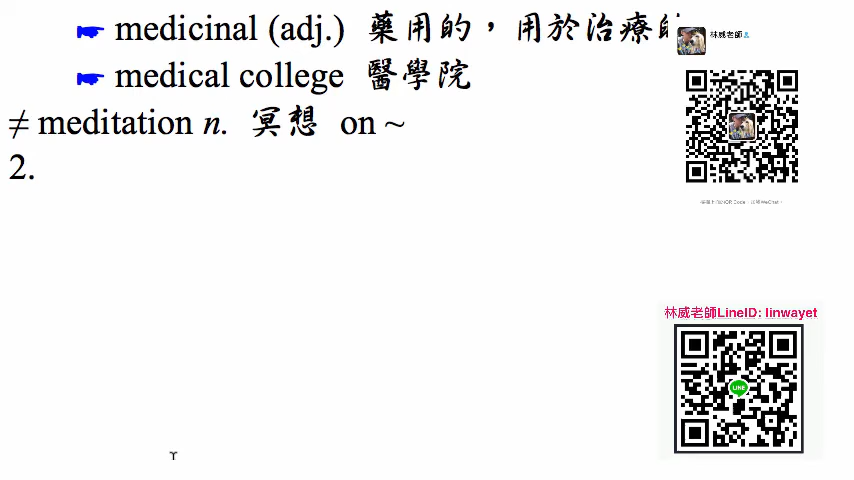 ☛ medicinal (adj.) 藥用的，用於治療的
☛ medical college 醫學院
≠ meditation n. 冥想 on ~
2.
林威老師
林威老師LineID: linwayet
LINE